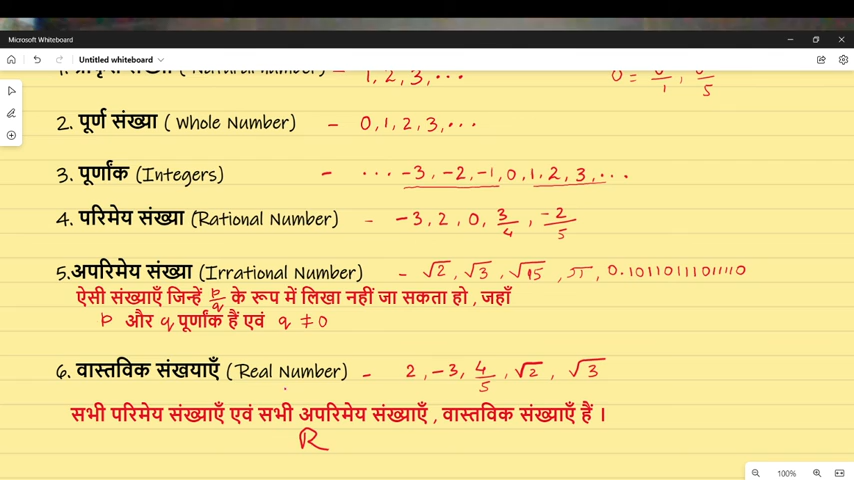 Microsoft Whiteboard
Untitled whiteboard
1, 2, 3, ... 0 =
2. पूर्ण संख्या ( Whole Number) - 0, 1, 2, 3, ...
3. पूर्णांक (Integers) - ... -3, -2, -1, 0, 1, 2, 3, ...
4. परिमेय संख्या (Rational Number) - -3, 2, 0, 3/4, -2/5
5.अपरिमेय संख्या (Irrational Number) - √2, √3, √15, π, 0.1011011101110
ऐसी संख्याएँ जिन्हें p/q के रूप में लिखा नहीं जा सकता हो , जहाँ
p और q पूर्णांक हैं एवं q ≠ 0
6. वास्तविक संखयाएँ (Real Number) - 2, -3, 4/5, √2, √3
सभी परिमेय संख्याएँ एवं सभी अपरिमेय संख्याएँ , वास्तविक संख्याएँ हैं ।
R
100%